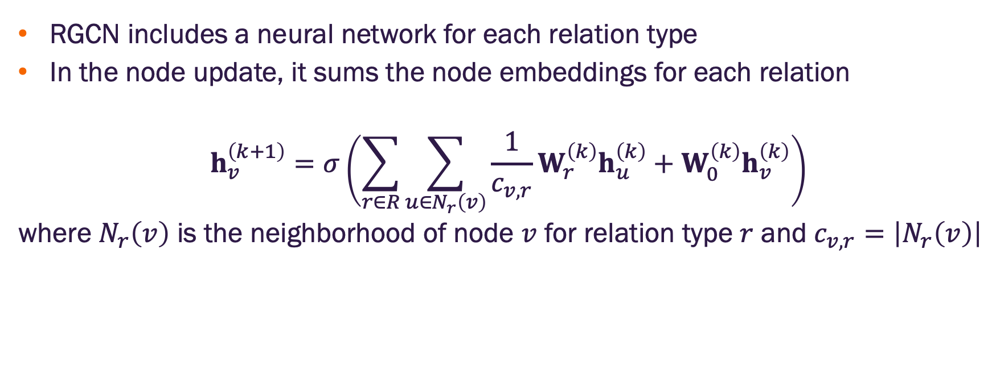 • RGCN includes a neural network for each relation type
• In the node update, it sums the node embeddings for each relation
$\mathbf{h}_v^{(k+1)} = \sigma\left(\sum_{r \in R} \sum_{u \in N_r(v)} \frac{1}{c_{v,r}} \mathbf{W}_r^{(k)} \mathbf{h}_u^{(k)} + \mathbf{W}_0^{(k)} \mathbf{h}_v^{(k)}\right)$
where $N_r(v)$ is the neighborhood of node $v$ for relation type $r$ and $c_{v,r} = |N_r(v)|$